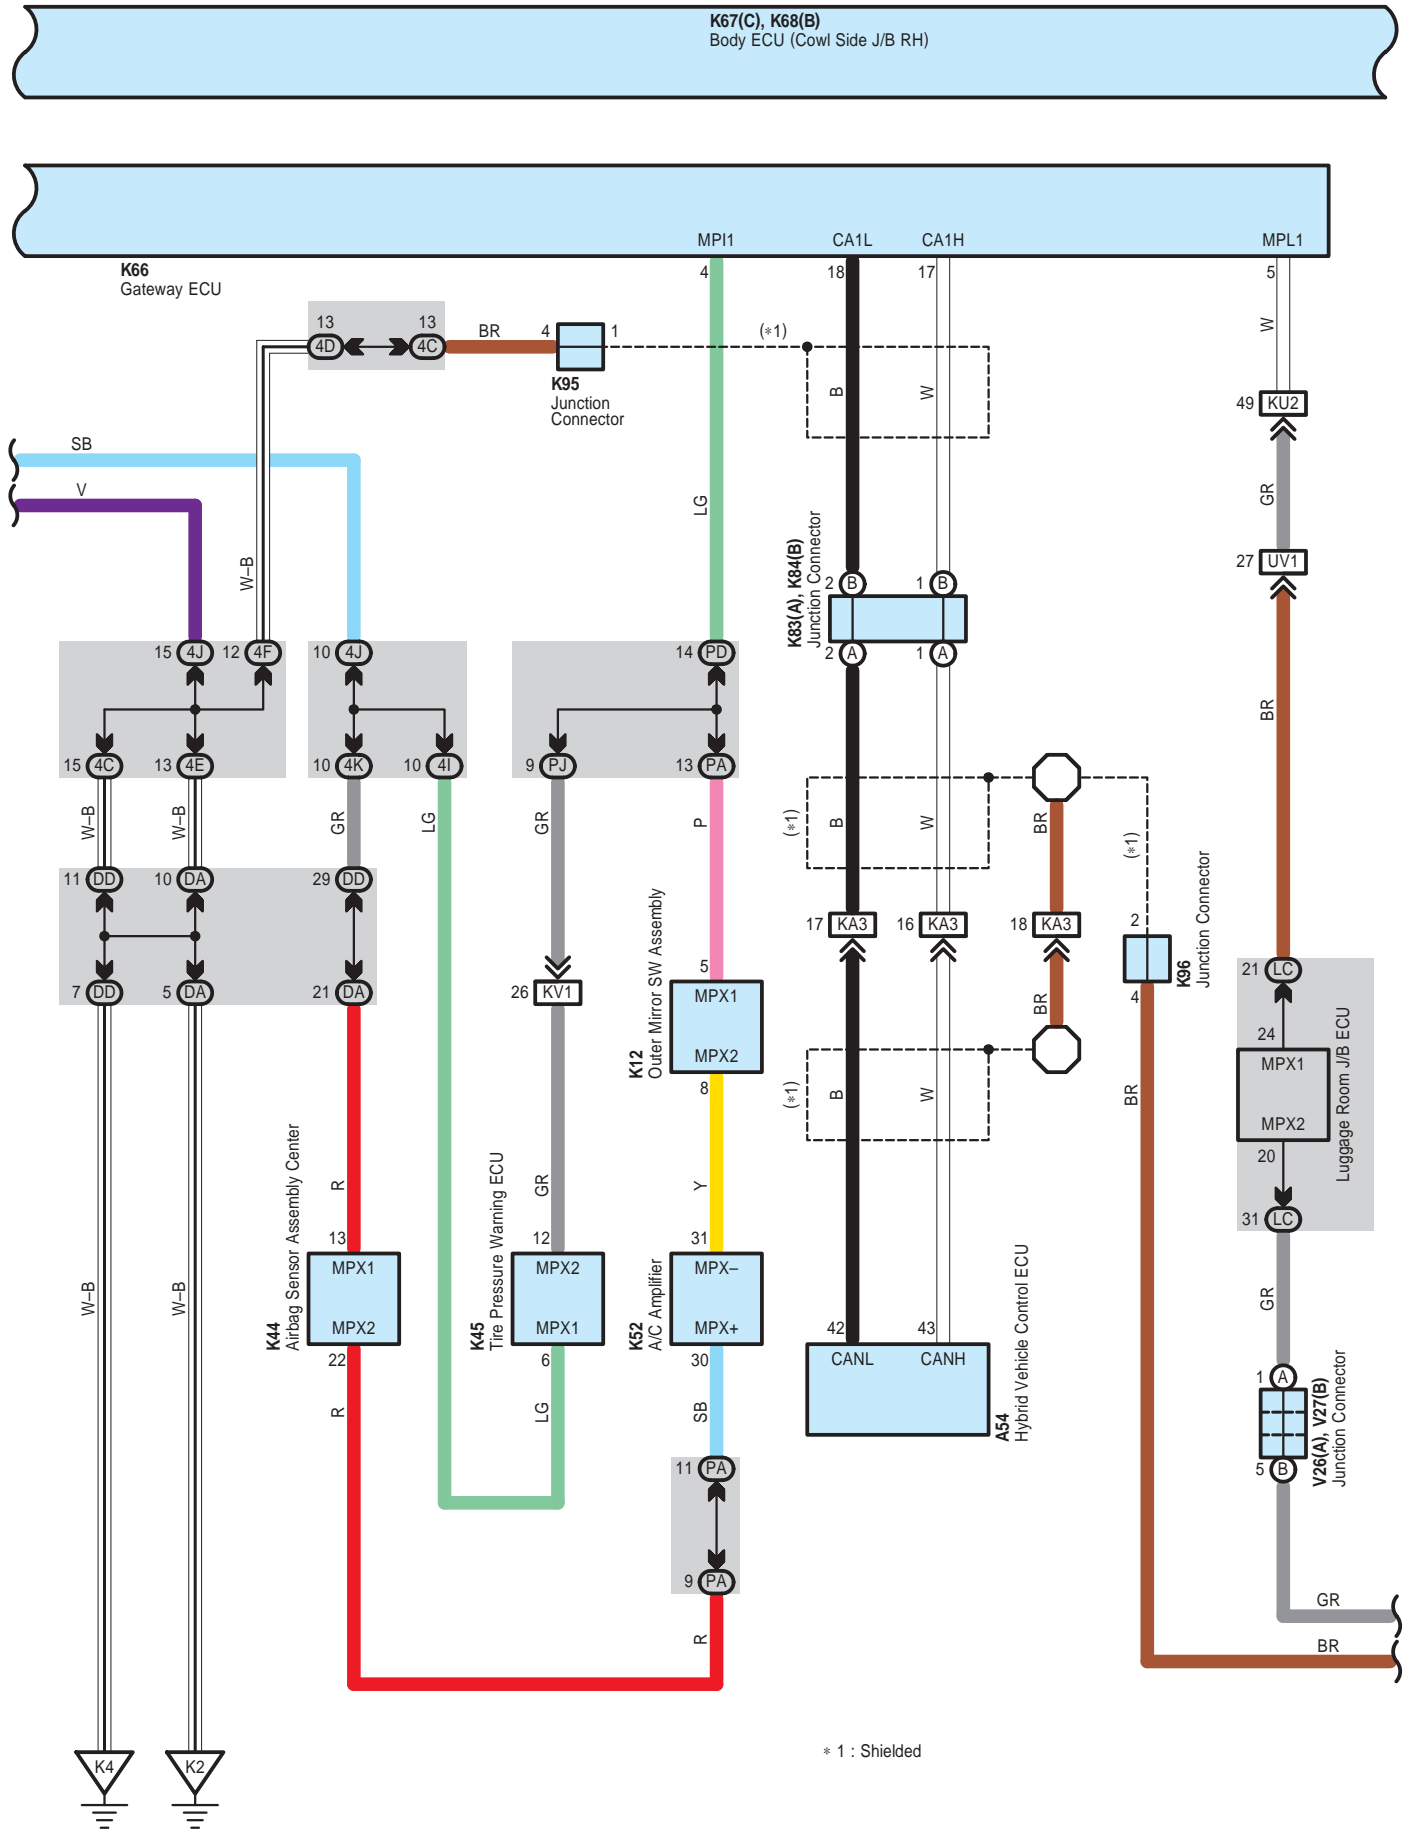 K67(C), K68(B)
Body ECU (Cowl Side J/B RH)
MPI1 CA1L CA1H MPL1
K66
Gateway ECU
4 18 17 5
13 13
4D 4C BR 4 1 (∗1)
W
K95
Junction
Connector
B W
49 KU2
SB
V
LG
GR
W–B
K83(A), K84(B)
Junction Connector
27 UV1
2 B 1 B
15 4J 12 4F 10 4J 14 PD 2 A 1 A
BR
15 4C 13 4E 10 4K 10 4I 9 PJ 13 PA
W–B W–B GR LG GR P (∗1) B W BR (∗1)
11 DD 10 DA 29 DD
17 KA3 16 KA3 18 KA3 2
K96
Junction Connector
5 21 LC
7 DD 5 DA 21 DA 26 KV1 MPX1 BR 4
K12
Outer Mirror SW Assembly
24
MPX2 MPX1
8 (∗1) B W BR
MPX2
Luggage Room J/B ECU
20
R GR Y
31 LC
13 12 31
W–B W–B MPX1 MPX2 MPX– GR
K44
Airbag Sensor Assembly Center
K45
Tire Pressure Warning ECU
K52
A/C Amplifier
MPX2 MPX1 MPX+ 42 43
22 6 30 CANL CANH
A54
Hybrid Vehicle Control ECU
1 A
R LG SB
V26(A), V27(B)
Junction Connector
11 PA 5 B
9 PA
GR
R BR
∗ 1 : Shielded
K4 K2